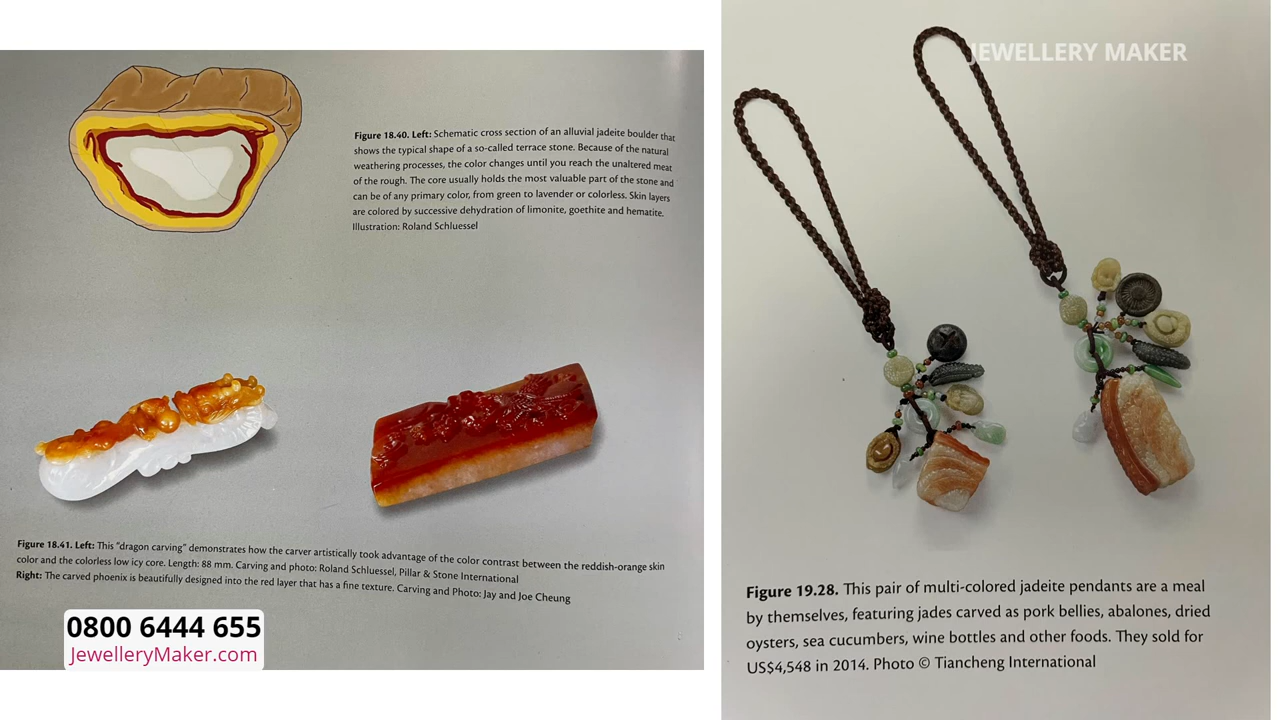 Figure 18.40. Left: Schematic cross section of an alluvial jadeite boulder that
shows the typical shape of a so-called terrace stone. Because of the natural
weathering processes, the color changes until you reach the unaltered meat
of the rough. The core usually holds the most valuable part of the stone and
can be of any primary color, from green to lavender or colorless. Skin layers
are colored by successive dehydration of limonite, goethite and hematite.
Illustration: Roland Schluessel
Figure 18.41. Left: This "dragon carving" demonstrates how the carver artistically took advantage of the color contrast between the reddish-orange skin
color and the colorless low icy core. Length: 88 mm. Carving and photo: Roland Schluessel, Pillar & Stone International
Right: The carved phoenix is beautifully designed into the red layer that has a fine texture. Carving and Photo: Jay and Joe Cheung
0800 6444 655
JewelleryMaker.com
JEWELLERY MAKER
Figure 19.28. This pair of multi-colored jadeite pendants are a meal
by themselves, featuring jades carved as pork bellies, abalones, dried
oysters, sea cucumbers, wine bottles and other foods. They sold for
US$4,548 in 2014. Photo © Tiancheng International